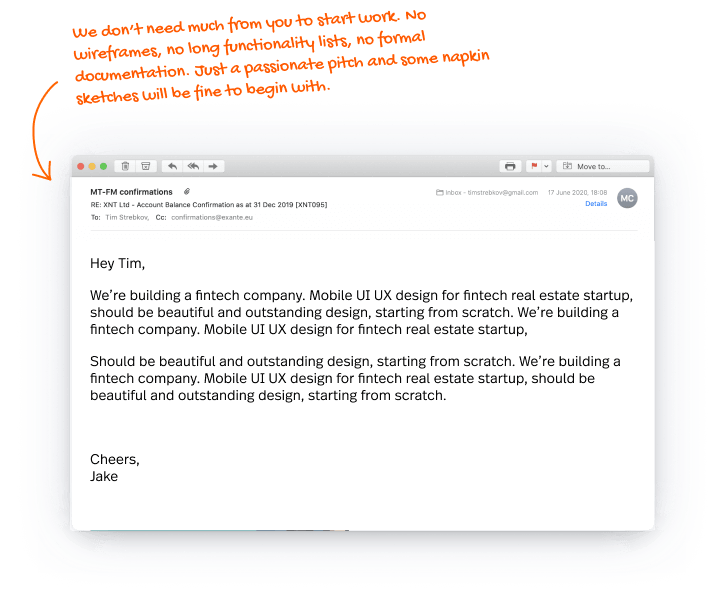 We don't need much from you to start work. No
wireframes, no long functionality lists, no formal
documentation. Just a passionate pitch and some napkin
sketches will be fine to begin with.
Move to...
MT-FM confirmations
Inbox - timstrebkov@gmail.com 17 June 2020, 18:08
RE: XNT Ltd - Account Balance Confirmation as at 31 Dec 2019 [XNT095]
Details
MC
To: Tim Strebkov, Cc: confirmations@exante.eu
Hey Tim,
We're building a fintech company. Mobile UI UX design for fintech real estate startup,
should be beautiful and outstanding design, starting from scratch. We're building a
fintech company. Mobile UI UX design for fintech real estate startup,
Should be beautiful and outstanding design, starting from scratch. We're building a
fintech company. Mobile UI UX design for fintech real estate startup, should be
beautiful and outstanding design, starting from scratch.
Cheers,
Jake